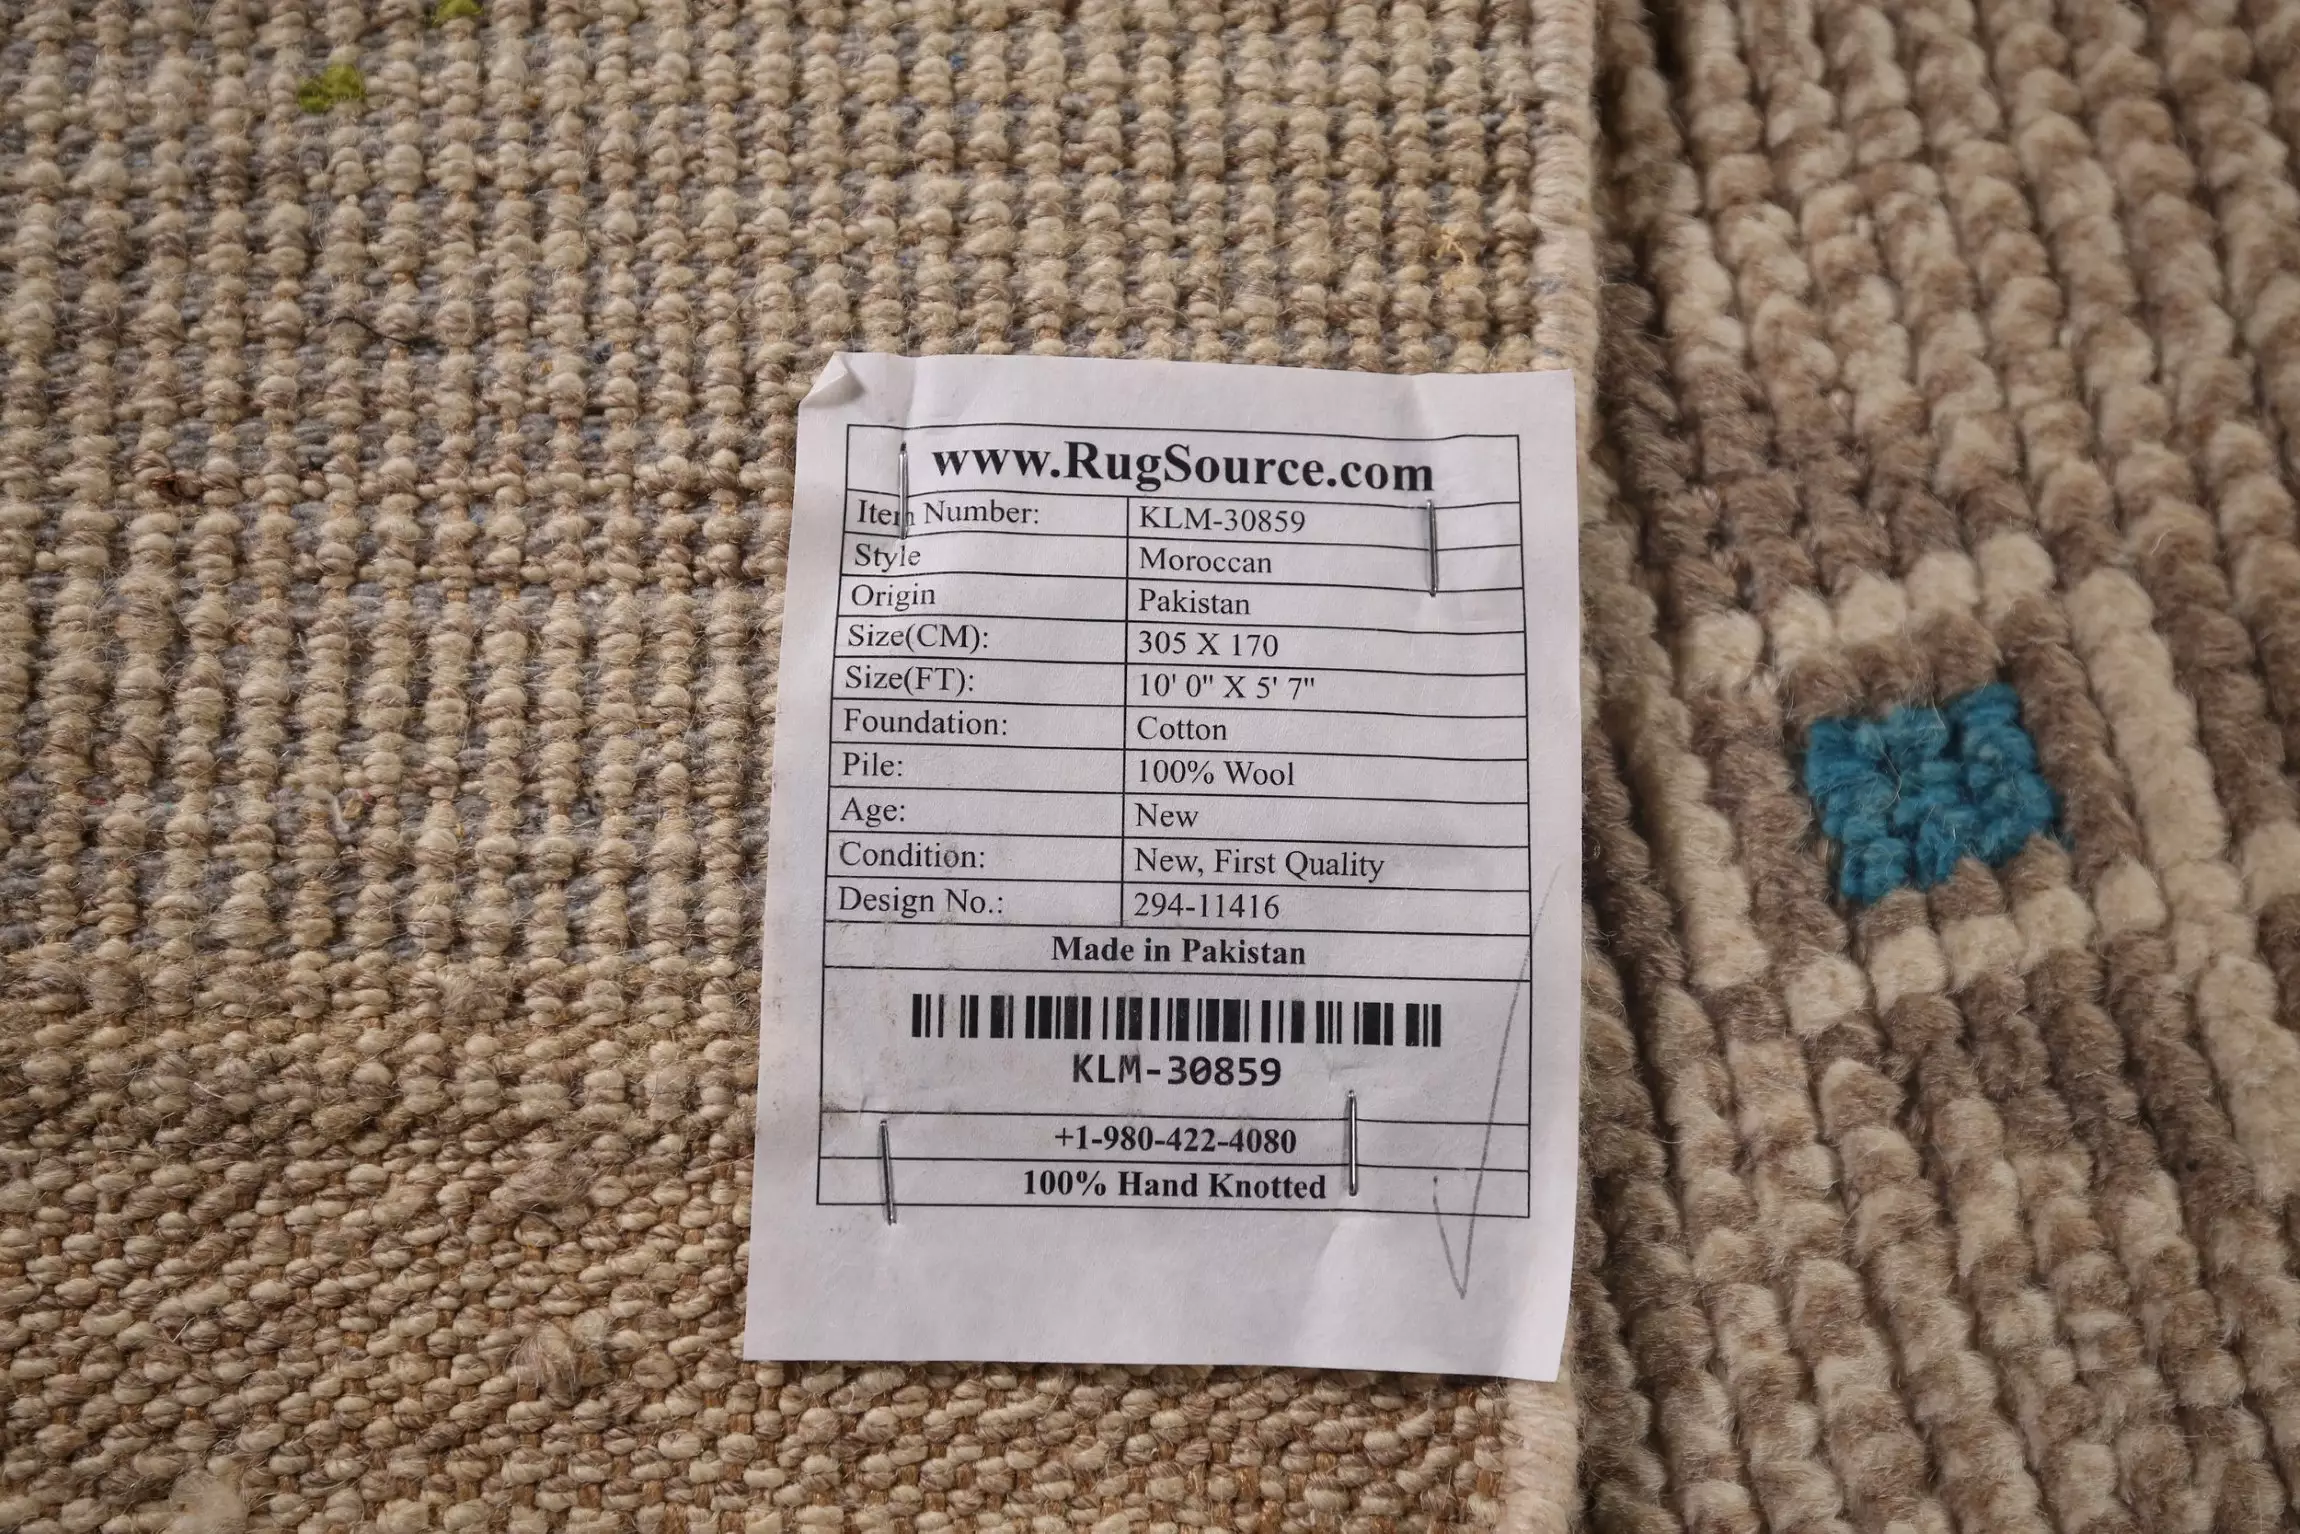 www.RugSource.com
Item Number: KLM-30859
Style Moroccan
Origin Pakistan
Size(CM): 305 X 170
Size(FT): 10' 0" X 5' 7"
Foundation: Cotton
Pile: 100% Wool
Age: New
Condition: New, First Quality
Design No.: 294-11416
Made in Pakistan
KLM-30859
+1-980-422-4080
100% Hand Knotted